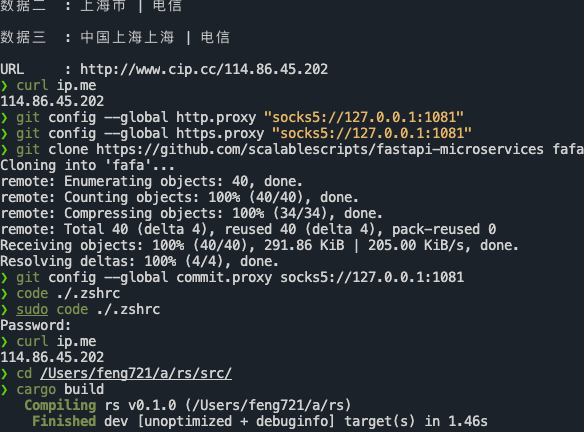 数据二 : 上海市 | 电信
数据三 : 中国上海上海 | 电信
URL : http://www.cip.cc/114.86.45.202
❯ curl ip.me
114.86.45.202
❯ git config --global http.proxy "socks5://127.0.0.1:1081"
❯ git config --global https.proxy "socks5://127.0.0.1:1081"
❯ git clone https://github.com/scalablescripts/fastapi-microservices fafa
Cloning into 'fafa'...
remote: Enumerating objects: 40, done.
remote: Counting objects: 100% (40/40), done.
remote: Compressing objects: 100% (34/34), done.
remote: Total 40 (delta 4), reused 40 (delta 4), pack-reused 0
Receiving objects: 100% (40/40), 291.86 KiB | 205.00 KiB/s, done.
Resolving deltas: 100% (4/4), done.
❯ git config --global commit.proxy socks5://127.0.0.1:1081
❯ code ./.zshrc
❯ sudo code ./.zshrc
Password:
❯ curl ip.me
114.86.45.202
❯ cd /Users/feng721/a/rs/src/
❯ cargo build
Compiling rs v0.1.0 (/Users/feng721/a/rs)
Finished dev [unoptimized + debuginfo] target(s) in 1.46s